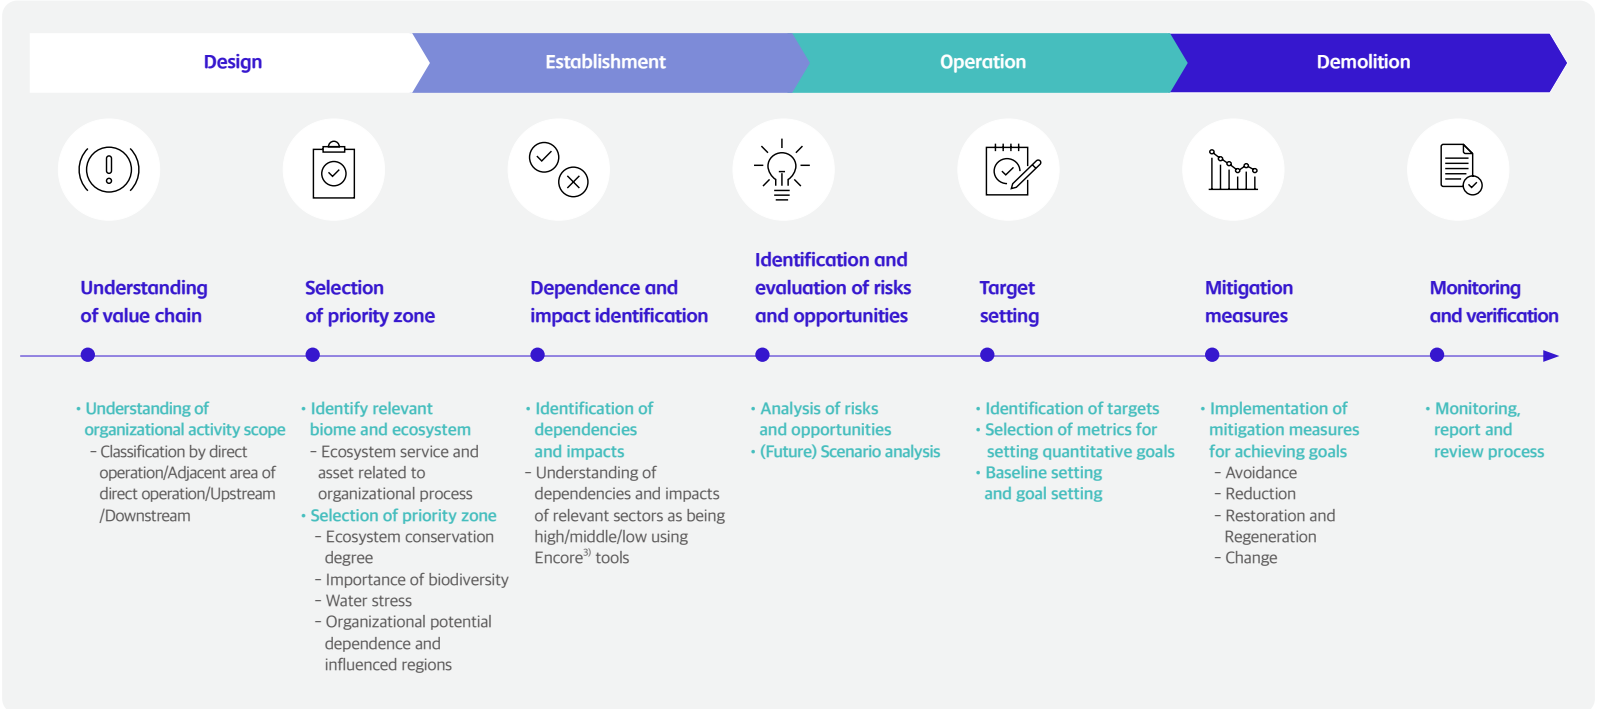 Design
Establishment
Operation
Demolition
Understanding
of value chain
Selection
of priority zone
Dependence and
impact identification
Identification and
evaluation of risks
and opportunities
Target
setting
Mitigation
measures
Monitoring
and verification
• Understanding of
organizational activity scope
– Classification by direct
operation/Adjacent area of
direct operation/Upstream
/Downstream
• Identify relevant
biome and ecosystem
– Ecosystem service and
asset related to
organizational process
• Selection of priority zone
– Ecosystem conservation
degree
– Importance of biodiversity
– Water stress
– Organizational potential
dependence and
influenced regions
• Identification of
dependencies
and impacts
– Understanding of
dependencies and impacts
of relevant sectors as being
high/middle/low using
Encore3) tools
• Analysis of risks
and opportunities
• (Future) Scenario analysis
• Identification of targets
• Selection of metrics for
setting quantitative goals
• Baseline setting
and goal setting
• Implementation of
mitigation measures
for achieving goals
– Avoidance
– Reduction
– Restoration and
Regeneration
– Change
• Monitoring,
report and
review process